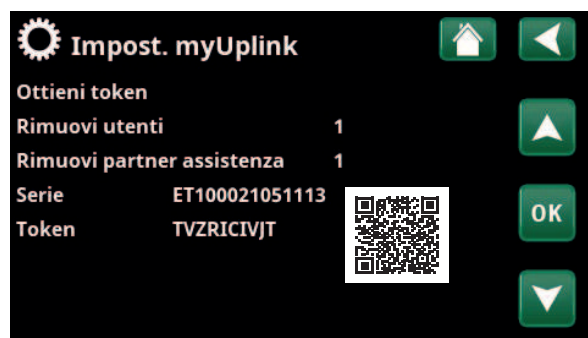 Impost. myUplink
Ottieni token
Rimuovi utenti 1
Rimuovi partner assistenza 1
Serie ET100021051113
OK
Token TVZRICIVJT